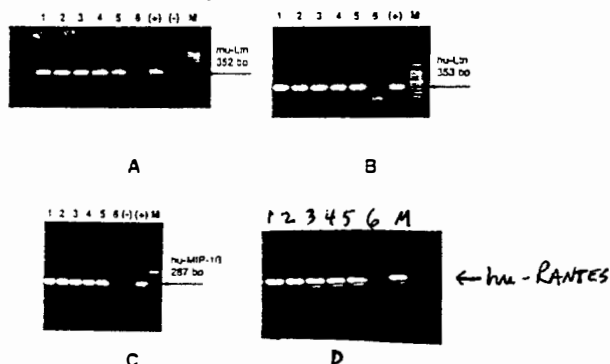 1 2 3 4 5 6 (+) (-) M
mu-Ltn
352 bp
A
1 2 3 4 5 6 (+) M
hu-Ltn
353 bp
B
1 2 3 4 5 6 (-) (+) M
hu-MIP-1β
287 bp
C
1 2 3 4 5 6 M
←hu-RANTES
D